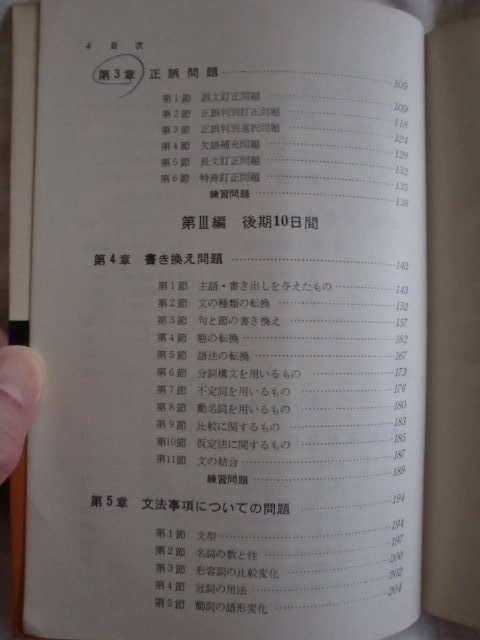 4 目 次
第3章 正誤問題 105
第1節 誤文訂正問題 109
第2節 正誤判別訂正問題 118
第3節 正誤判別選択問題 124
第4節 欠語補充問題 129
第5節 長文訂正問題 132
第6節 特殊訂正問題 135
練習問題 138
第Ⅲ編 後期10日間
第4章 書き換え問題 143
第1節 主語・書き出しを与えたもの 143
第2節 文の種類の転換 152
第3節 句と節の書き換え 157
第4節 態の転換 162
第5節 語法の転換 167
第6節 分詞構文を用いるもの 173
第7節 不定詞を用いるもの 176
第8節 動名詞を用いるもの 180
第9節 比較に関するもの 183
第10節 仮定法に関するもの 185
第11節 文の結合 187
練習問題 189
第5章 文法事項についての問題 194
第1節 文型 194
第2節 名詞の数と性 197
第3節 形容詞の比較変化 200
第4節 冠詞の用法 202
第5節 動詞の語形変化 204